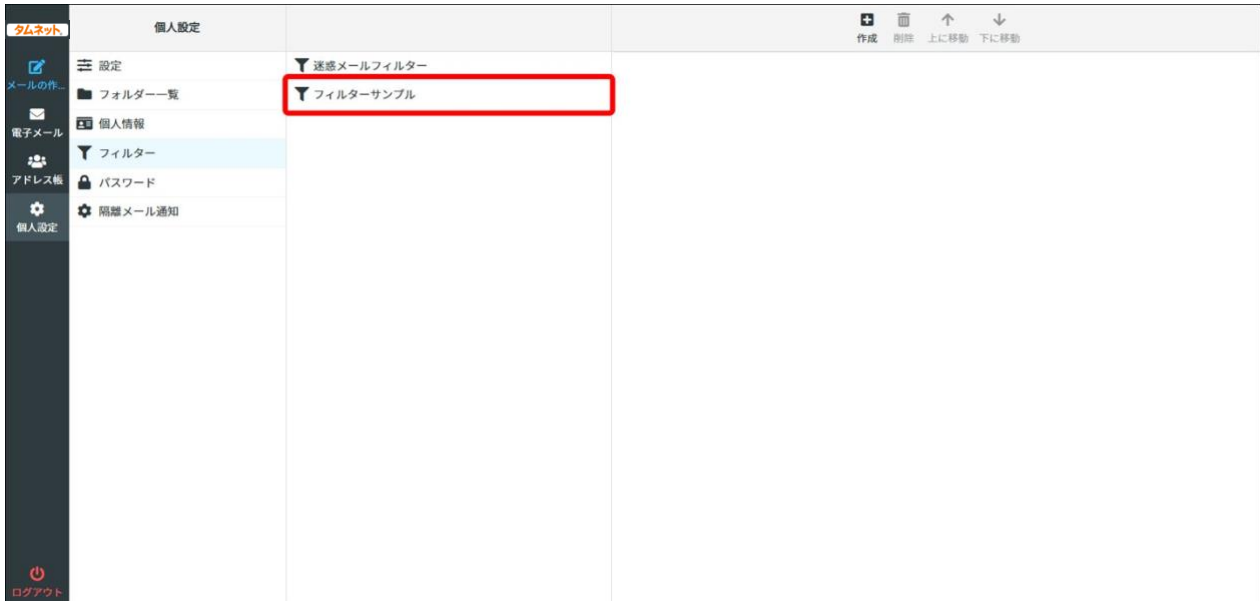 タムネット
メールの作...
電子メール
アドレス帳
個人設定
ログアウト
個人設定
設定
フォルダー一覧
個人情報
フィルター
パスワード
隔離メール通知
迷惑メールフィルター
フィルターサンプル
作成 削除 上に移動 下に移動